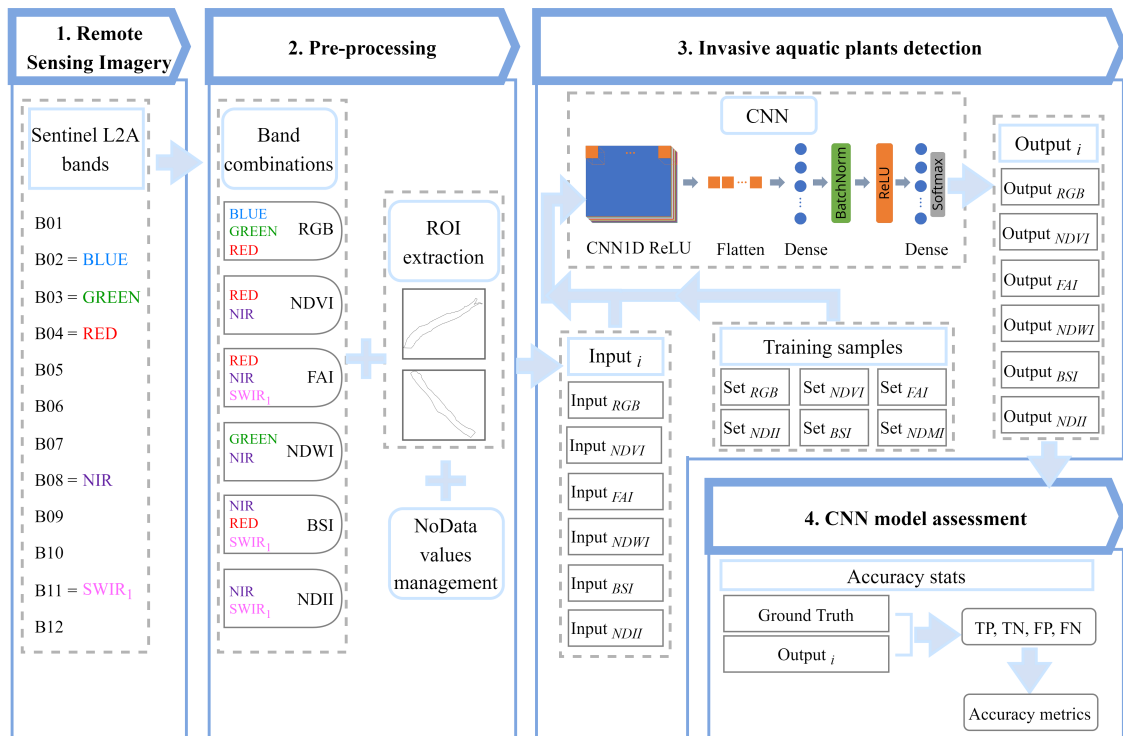 1. Remote
Sensing Imagery
Sentinel L2A
bands
B01
B02 = BLUE
B03 = GREEN
B04 = RED
B05
B06
B07
B08 = NIR
B09
B10
B11 = SWIR1
B12
2. Pre-processing
Band
combinations
BLUE
GREEN
RED
RGB
RED
NIR
NDVI
RED
NIR
SWIR1
FAI
GREEN
NIR
NDWI
NIR
RED
SWIR1
BSI
NIR
SWIR1
NDII
ROI
extraction
NoData
values
management
3. Invasive aquatic plants detection
CNN
CNN1D ReLU
Flatten
Dense
BatchNorm
ReLU
Dense
Softmax
Input i
Input RGB
Input NDVI
Input FAI
Input NDWI
Input BSI
Input NDII
Training samples
Set RGB
Set NDVI
Set FAI
Set NDII
Set BSI
Set NDMI
Output i
Output RGB
Output NDVI
Output FAI
Output NDWI
Output BSI
Output NDII
4. CNN model assessment
Accuracy stats
Ground Truth
Output i
TP, TN, FP, FN
Accuracy metrics